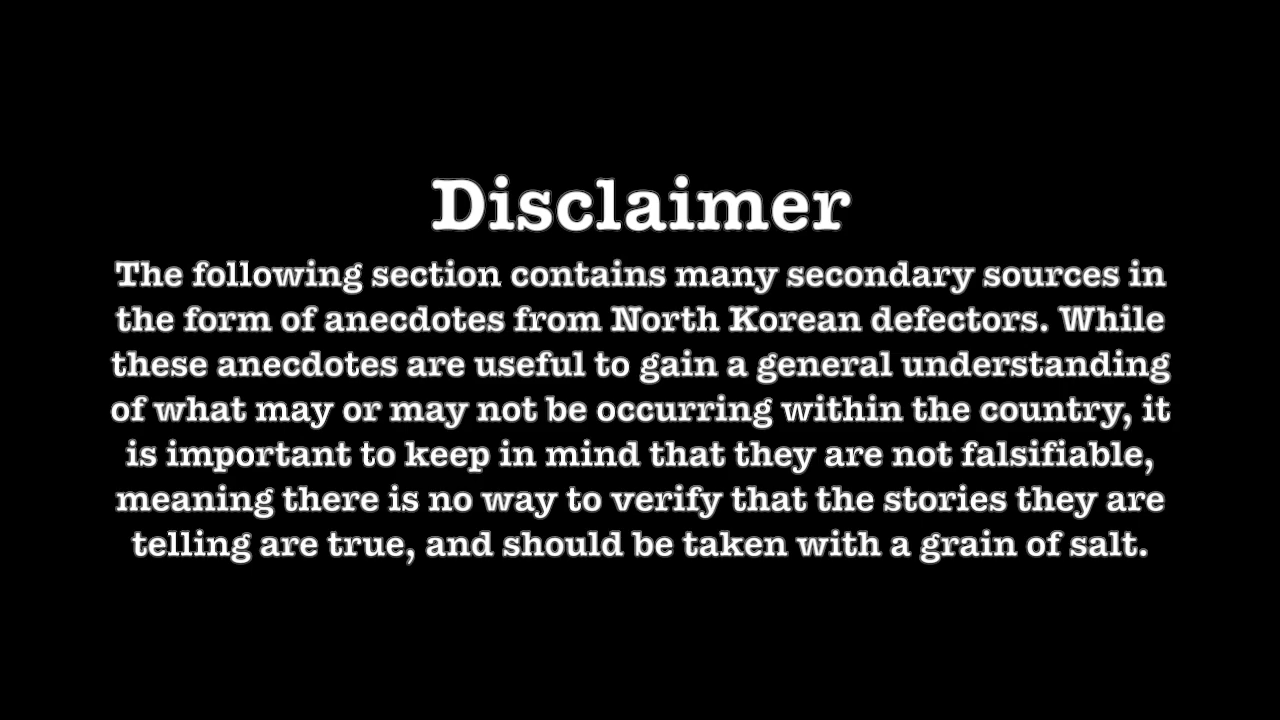 Disclaimer
The following section contains many secondary sources in
the form of anecdotes from North Korean defectors. While
these anecdotes are useful to gain a general understanding
of what may or may not be occurring within the country, it
is important to keep in mind that they are not falsifiable,
meaning there is no way to verify that the stories they are
telling are true, and should be taken with a grain of salt.